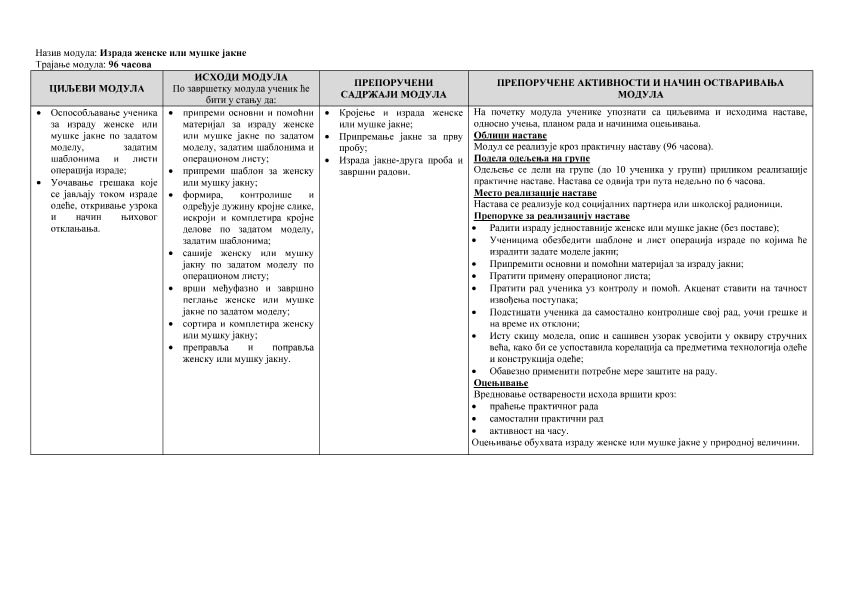 Назив модула: Израда женске или мушке јакне
Трајање модула: 96 часова
ЦИЉЕВИ МОДУЛА
ИСХОДИ МОДУЛА
По завршетку модула ученик ће
бити у стању да:
ПРЕПОРУЧЕНИ
САДРЖАЈИ МОДУЛА
ПРЕПОРУЧЕНЕ АКТИВНОСТИ И НАЧИН ОСТВАРИВАЊА
МОДУЛА
• Оспособљавање ученика
за израду женске или
мушке јакне по задатом
моделу, задатим
шаблонима и листи
операција израде;
• Уочавање грешака које
се јављају током израде
одеће, откривање узрока
и начин њиховог
отклањања.
• припреми основни и помоћни
материјал за израду женске
или мушке јакне по задатом
моделу, задатим шаблонима и
операционом листу;
• припреми шаблон за женску
или мушку јакну;
• формира, контролише и
одређује дужину кројне слике,
искроји и комплетира кројне
делове по задатом моделу,
задатим шаблонима;
• сашије женску или мушку
јакну по задатом моделу по
операционом листу;
• врши међуфазно и завршно
пеглање женске или мушке
јакне по задатом моделу;
• сортира и комплетира женску
или мушку јакну;
• преправља и поправља
женску или мушку јакну.
• Кројење и израда женске
или мушке јакне;
• Припремање јакне за прву
пробу;
• Израда јакне-друга проба и
завршни радови.
На почетку модула ученике упознати са циљевима и исходима наставе,
односно учења, планом рада и начинима оцењивања.
Облици наставе
Модул се реализује кроз практичну наставу (96 часова).
Подела одељења на групе
Одељење се дели на групе (до 10 ученика у групи) приликом реализације
практичне наставе. Настава се одвија три пута недељно по 6 часова.
Место реализације наставе
Настава се реализује код социјалних партнера или школској радионици.
Препоруке за реализацију наставе
• Радити израду једноставније женске или мушке јакне (без поставе);
• Ученицима обезбедити шаблоне и лист операција израде по којима ће
израдити задате моделе јакни;
• Припремити основни и помоћни материјал за израду јакни;
• Пратити примену операционог листа;
• Пратити рад ученика уз контролу и помоћ. Акценат ставити на тачност
извођења поступака;
• Подстишати ученика да самостално контролише свој рад, уочи грешке и
на време их отклони;
• Исту скицу модела, опис и сашивен узорак усвојити у оквиру стручних
већа, како би се успоставила корелација са предметима технологија одеће
и конструкција одеће;
• Обавезно применити потребне мере заштите на раду.
Оцењивање
Вредновање остварености исхода вршити кроз:
• праћење практичног рада
• самостални практични рад
• активност на часу.
Оцењивање обухвата израду женске или мушке јакне у природној величини.